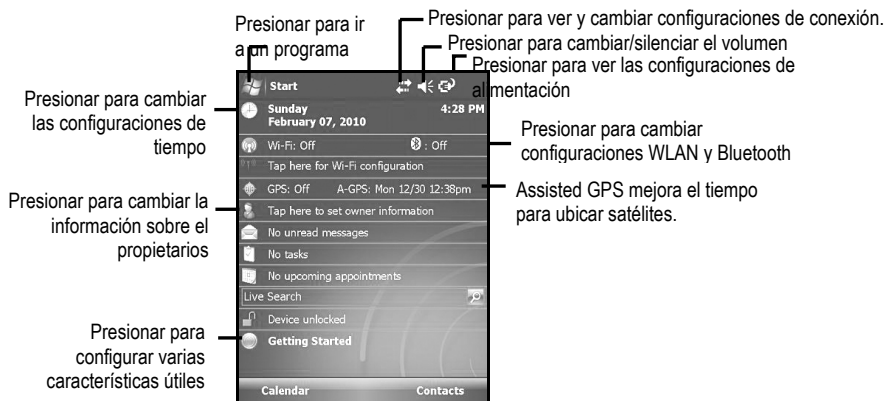 Presionar para ir
a un programa
Presionar para ver y cambiar configuraciones de conexión.
Presionar para cambiar/silenciar el volumen
Presionar para ver las configuraciones de
alimentación
Presionar para cambiar
las configuraciones de
tiempo
Presionar para cambiar la
información sobre el
propietarios
Presionar para
configurar varias
características útiles
Start
Sunday 4:28 PM
February 07, 2010
Wi-Fi: Off : Off
Tap here for Wi-Fi configuration
GPS: Off A-GPS: Mon 12/30 12:38pm
Tap here to set owner information
No unread messages
No tasks
No upcoming appointments
Live Search
Device unlocked
Getting Started
Calendar Contacts
Presionar para cambiar
configuraciones WLAN y Bluetooth
Assisted GPS mejora el tiempo
para ubicar satélites.